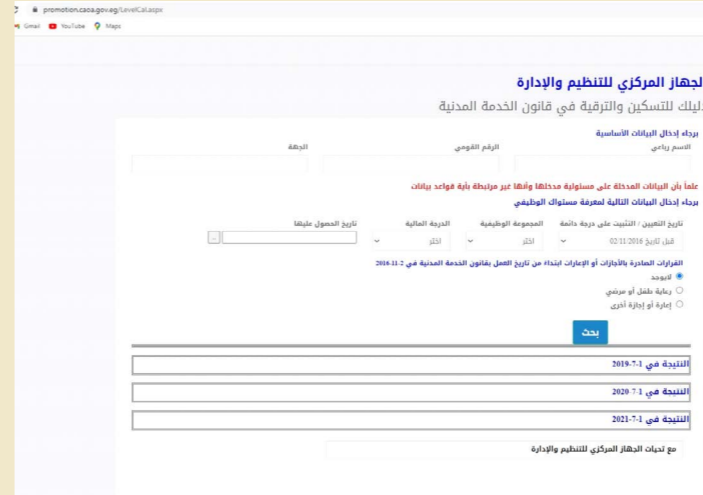 promotion.caoa.gov.eg/LevelCal.aspx
Gmail YouTube Maps
لجهاز المركزي للتنظيم والإدارة
دليلك للتسكين والترقية في قانون الخدمة المدنية
برجاء إدخال البيانات الأساسية
الاسم رباعي الرقم القومي الجهة
علماً بأن البيانات المدخلة على مسئولية مدخلها وأنها غير مرتبطة بأية قواعد بيانات
برجاء إدخال البيانات التالية لمعرفة مستواك الوظيفي
تاريخ التعيين / التثبيت على درجة دائمة المجموعة الوظيفية الدرجة المالية تاريخ الحصول عليها
قبل تاريخ 02/11/2016 اختر اختر ...
القرارات الصادرة بالأجازات أو الإعارات ابتداء من تاريخ العمل بقانون الخدمة المدنية في 2-11-2016
لايوجد
رعاية طفل أو مرضي
إعارة أو إجازة أخرى
بحث
النتيجة في 1-7-2019
النتيجة في 1-7-2020
النتيجة في 1-7-2021
مع تحيات الجهاز المركزي للتنظيم والإدارة